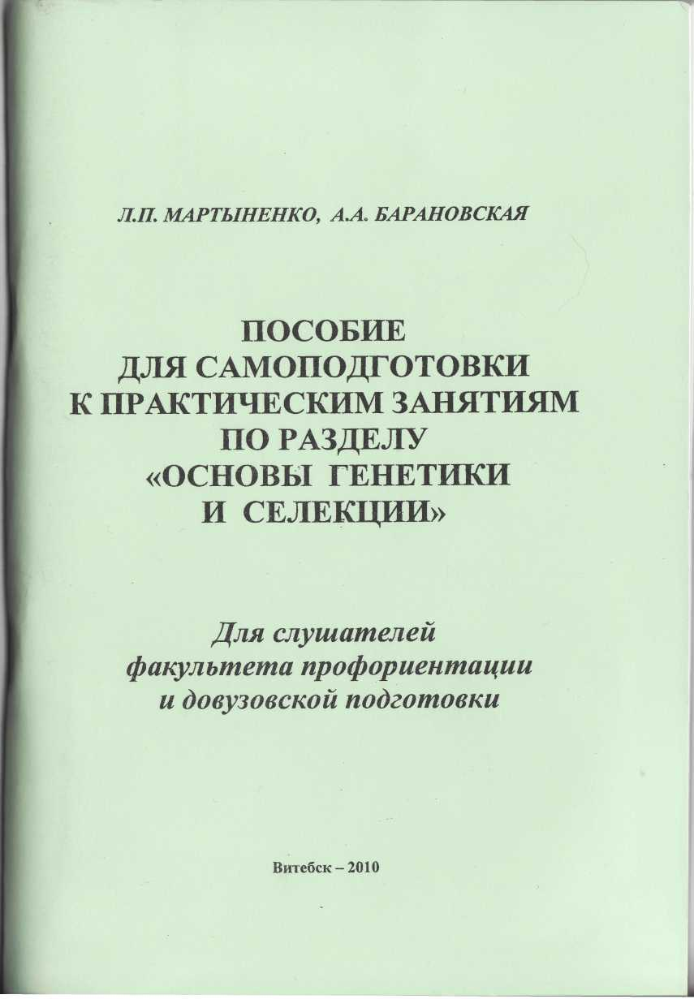 Л.П. МАРТЫНЕНКО, А.А. БАРАНОВСКАЯ
ПОСОБИЕ
ДЛЯ САМОПОДГОТОВКИ
К ПРАКТИЧЕСКИМ ЗАНЯТИЯМ
ПО РАЗДЕЛУ
«ОСНОВЫ ГЕНЕТИКИ
И СЕЛЕКЦИИ»
Для слушателей
факультета профориентации
и довузовской подготовки
Витебск – 2010